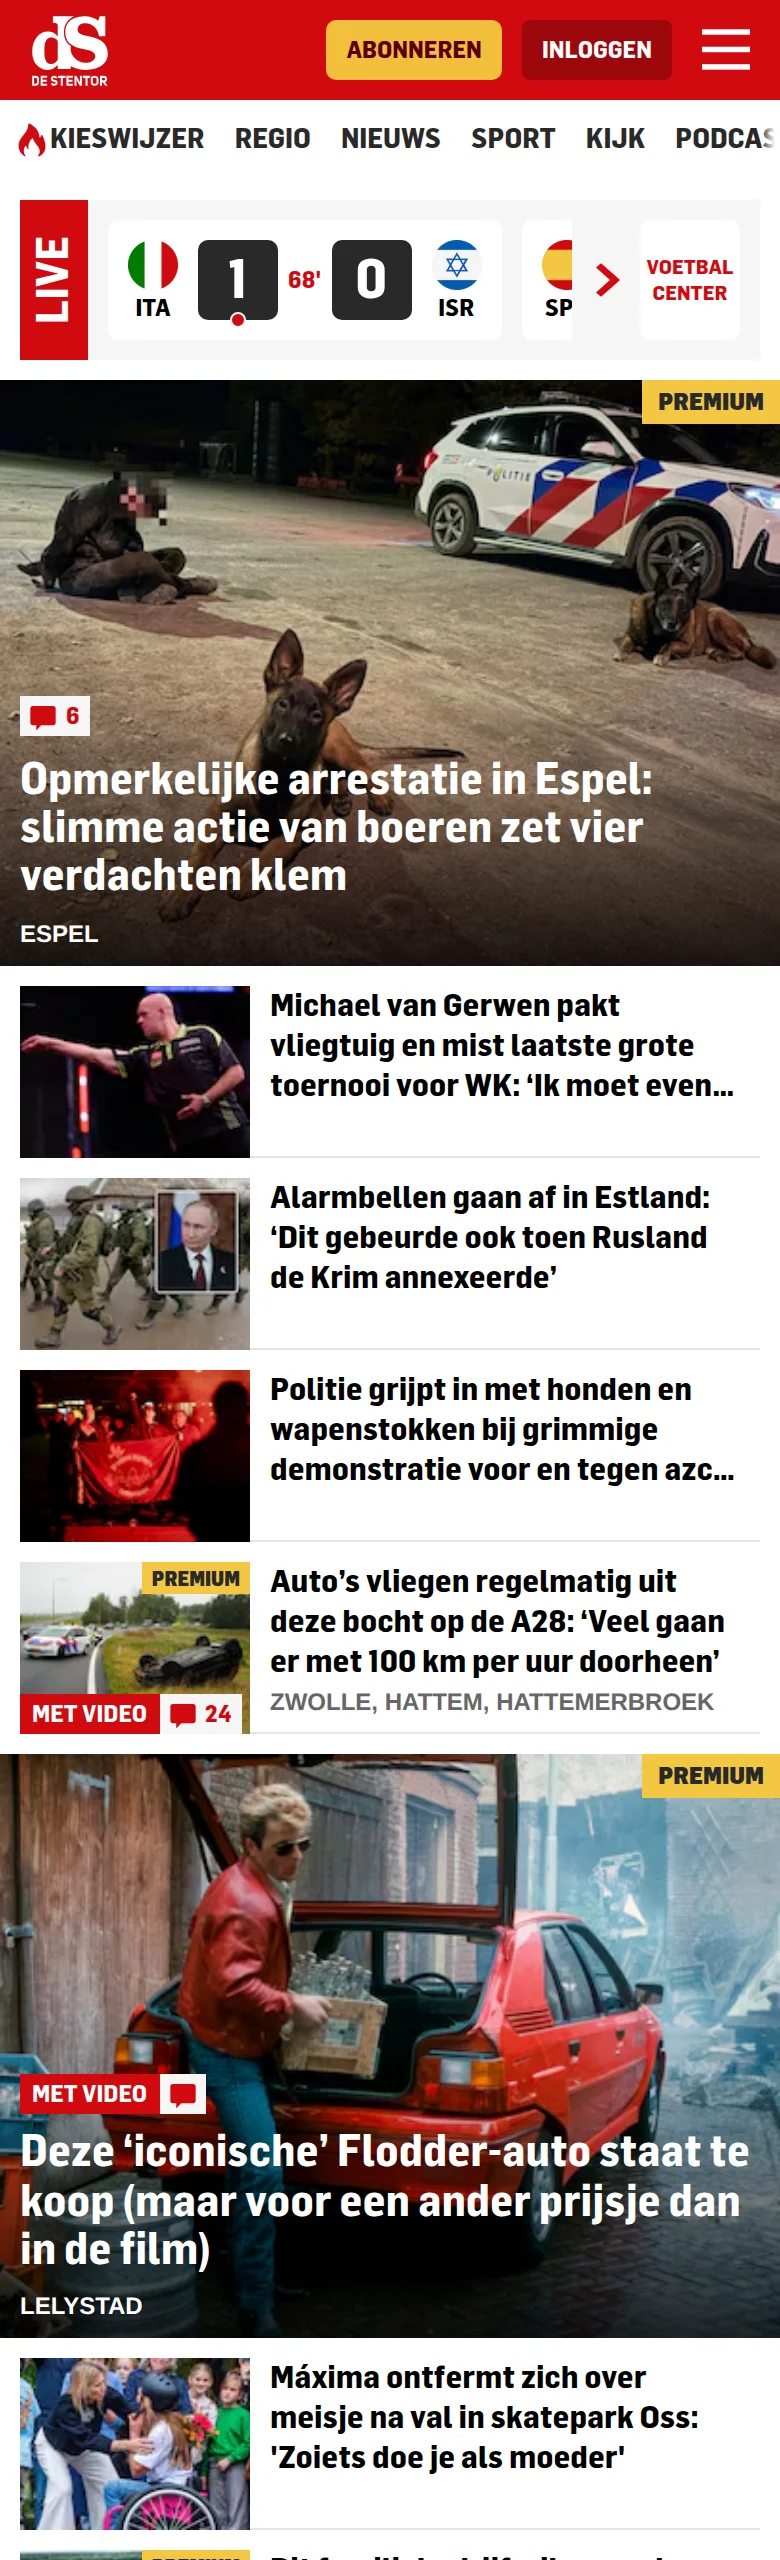 dS
DE STENTOR
ABONNEREN
INLOGGEN
KIESWIJZER REGIO NIEUWS SPORT KIJK PODCAS
LIVE
ITA
1
68'
0
ISR
SP
VOETBAL
CENTER
PREMIUM
POLITIE
6
Opmerkelijke arrestatie in Espel:
slimme actie van boeren zet vier
verdachten klem
ESPEL
Michael van Gerwen pakt
vliegtuig en mist laatste grote
toernooi voor WK: ‘Ik moet even...
Alarmbellen gaan af in Estland:
‘Dit gebeurde ook toen Rusland
de Krim annexeerde’
Politie grijpt in met honden en
wapenstokken bij grimmige
demonstratie voor en tegen azc...
PREMIUM
MET VIDEO
24
Auto’s vliegen regelmatig uit
deze bocht op de A28: ‘Veel gaan
er met 100 km per uur doorheen’
ZWOLLE, HATTEM, HATTEMERBROEK
PREMIUM
MET VIDEO
Deze ‘iconische’ Flodder-auto staat te
koop (maar voor een ander prijsje dan
in de film)
LELYSTAD
Máxima ontfermt zich over
meisje na val in skatepark Oss:
'Zoiets doe je als moeder'